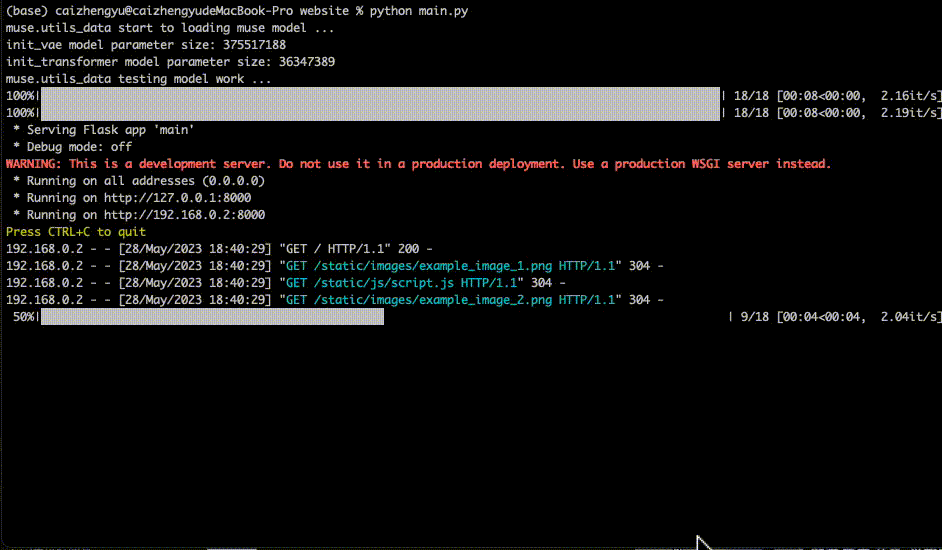 (base) caizhengyu@caizhengyudeMacBook-Pro website % python main.py
muse.utils_data start to loading muse model ...
init_vae model parameter size: 375517188
init_transformer model parameter size: 36347389
muse.utils_data testing model work ...
100%| | 18/18 [00:08<00:00, 2.16it/s]
100%| | 18/18 [00:08<00:00, 2.19it/s]
* Serving Flask app 'main'
* Debug mode: off
WARNING: This is a development server. Do not use it in a production deployment. Use a production WSGI server instead.
* Running on all addresses (0.0.0.0)
* Running on http://127.0.0.1:8000
* Running on http://192.168.0.2:8000
Press CTRL+C to quit
192.168.0.2 - - [28/May/2023 18:40:29] "GET / HTTP/1.1" 200 -
192.168.0.2 - - [28/May/2023 18:40:29] "GET /static/images/example_image_1.png HTTP/1.1" 304 -
192.168.0.2 - - [28/May/2023 18:40:29] "GET /static/js/script.js HTTP/1.1" 304 -
192.168.0.2 - - [28/May/2023 18:40:29] "GET /static/images/example_image_2.png HTTP/1.1" 304 -
50%| | 9/18 [00:04<00:04, 2.04it/s]